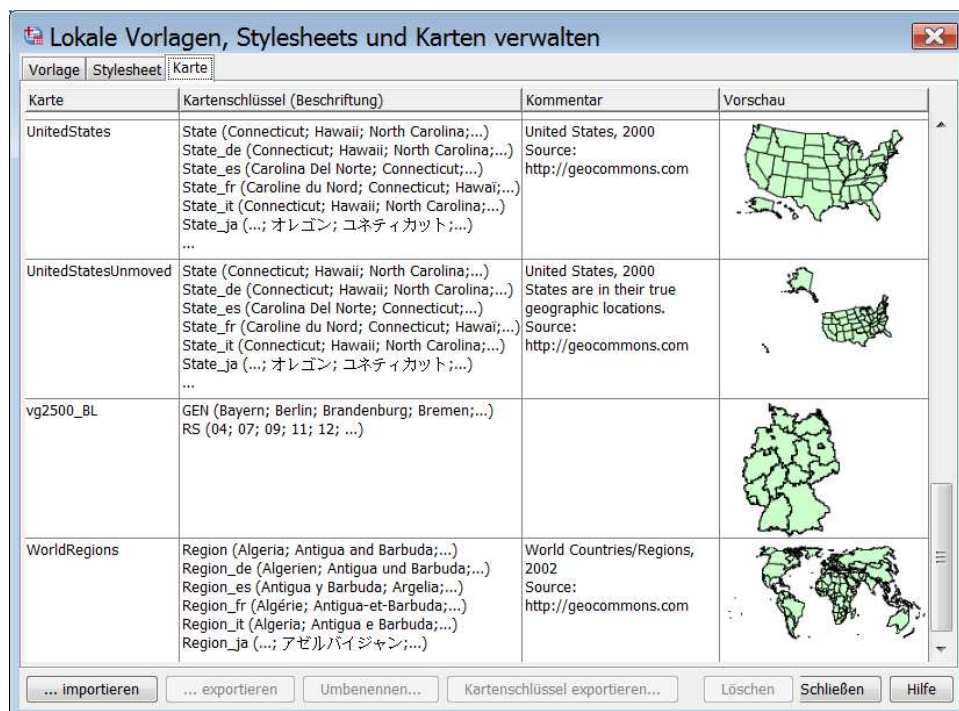 Lokale Vorlagen, Stylesheets und Karten verwalten
Vorlage Stylesheet Karte
Karte Kartenschlüssel (Beschriftung) Kommentar Vorschau
UnitedStates
State (Connecticut; Hawaii; North Carolina;...)
State_de (Connecticut; Hawaii; North Carolina;...)
State_es (Carolina Del Norte; Connecticut;...)
State_fr (Caroline du Nord; Connecticut; Hawaï;...)
State_it (Connecticut; Hawaii; North Carolina;...)
State_ja (...; オレゴン; ユネティカット;...)
...
United States, 2000
Source:
http://geocommons.com
UnitedStatesUnmoved
State (Connecticut; Hawaii; North Carolina;...)
State_de (Connecticut; Hawaii; North Carolina;...)
State_es (Carolina Del Norte; Connecticut;...)
State_fr (Caroline du Nord; Connecticut; Hawaï;...)
State_it (Connecticut; Hawaii; North Carolina;...)
State_ja (...; オレゴン; ユネティカット;...)
...
United States, 2000
States are in their true
geographic locations.
Source:
http://geocommons.com
vg2500_BL
GEN (Bayern; Berlin; Brandenburg; Bremen;...)
RS (04; 07; 09; 11; 12; ...)
WorldRegions
Region (Algeria; Antigua and Barbuda;...)
Region_de (Algerien; Antigua und Barbuda;...)
Region_es (Antigua y Barbuda; Argelia;...)
Region_fr (Algérie; Antigua-et-Barbuda;...)
Region_it (Algeria; Antigua e Barbuda;...)
Region_ja (...; アゼルバイジャン;...)
World Countries/Regions,
2002
Source:
http://geocommons.com
... importieren ... exportieren Umbenennen... Kartenschlüssel exportieren... Löschen Schließen Hilfe